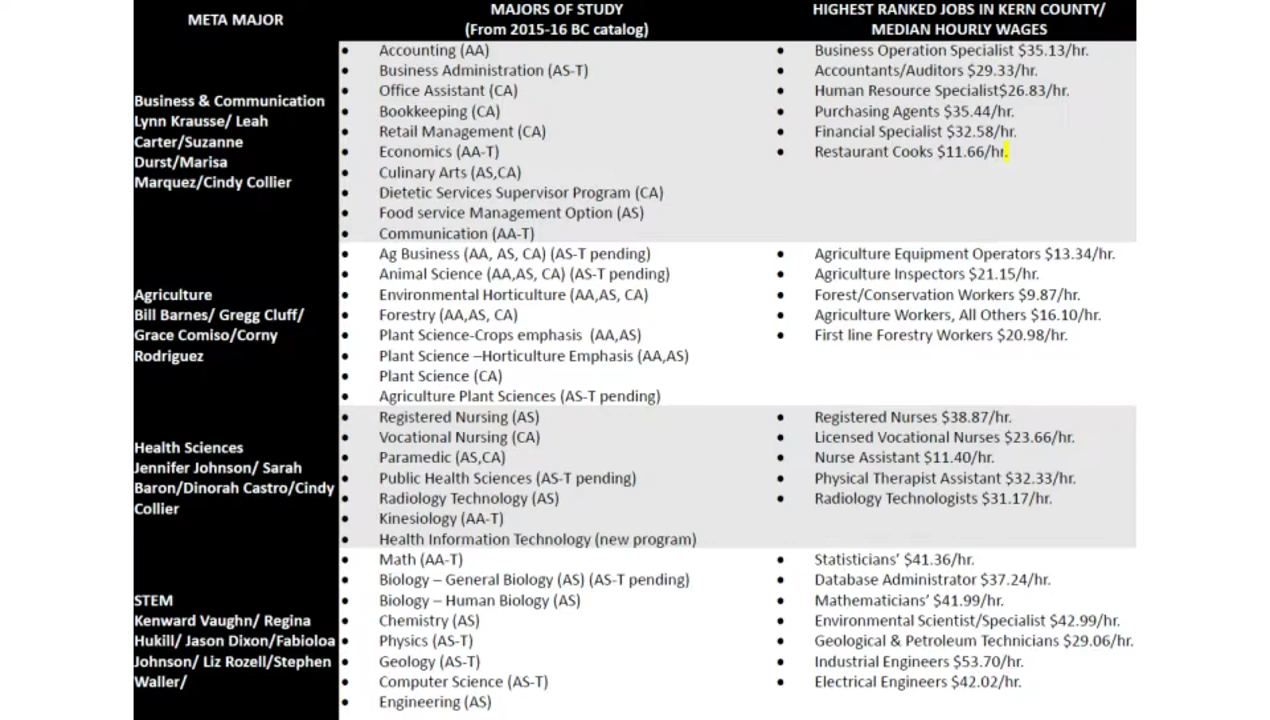 META MAJOR
MAJORS OF STUDY
(From 2015-16 BC catalog)
HIGHEST RANKED JOBS IN KERN COUNTY/
MEDIAN HOURLY WAGES
Business & Communication
Lynn Krausse/ Leah
Carter/Suzanne
Durst/Marisa
Marquez/Cindy Collier
• Accounting (AA)
• Business Administration (AS-T)
• Office Assistant (CA)
• Bookkeeping (CA)
• Retail Management (CA)
• Economics (AA-T)
• Culinary Arts (AS,CA)
• Dietetic Services Supervisor Program (CA)
• Food service Management Option (AS)
• Communication (AA-T)
• Business Operation Specialist $35.13/hr.
• Accountants/Auditors $29.33/hr.
• Human Resource Specialist$26.83/hr.
• Purchasing Agents $35.44/hr.
• Financial Specialist $32.58/hr.
• Restaurant Cooks $11.66/hr.
Agriculture
Bill Barnes/ Gregg Cluff/
Grace Comiso/Corny
Rodriguez
• Ag Business (AA, AS, CA) (AS-T pending)
• Animal Science (AA,AS, CA) (AS-T pending)
• Environmental Horticulture (AA,AS, CA)
• Forestry (AA,AS, CA)
• Plant Science-Crops emphasis (AA,AS)
• Plant Science –Horticulture Emphasis (AA,AS)
• Plant Science (CA)
• Agriculture Plant Sciences (AS-T pending)
• Agriculture Equipment Operators $13.34/hr.
• Agriculture Inspectors $21.15/hr.
• Forest/Conservation Workers $9.87/hr.
• Agriculture Workers, All Others $16.10/hr.
• First line Forestry Workers $20.98/hr.
Health Sciences
Jennifer Johnson/ Sarah
Baron/Dinorah Castro/Cindy
Collier
• Registered Nursing (AS)
• Vocational Nursing (CA)
• Paramedic (AS,CA)
• Public Health Sciences (AS-T pending)
• Radiology Technology (AS)
• Kinesiology (AA-T)
• Health Information Technology (new program)
• Registered Nurses $38.87/hr.
• Licensed Vocational Nurses $23.66/hr.
• Nurse Assistant $11.40/hr.
• Physical Therapist Assistant $32.33/hr.
• Radiology Technologists $31.17/hr.
STEM
Kenward Vaughn/ Regina
Hukill/ Jason Dixon/Fabioloa
Johnson/ Liz Rozell/Stephen
Waller/
• Math (AA-T)
• Biology – General Biology (AS) (AS-T pending)
• Biology – Human Biology (AS)
• Chemistry (AS)
• Physics (AS-T)
• Geology (AS-T)
• Computer Science (AS-T)
• Engineering (AS)
• Statisticians’ $41.36/hr.
• Database Administrator $37.24/hr.
• Mathematicians’ $41.99/hr.
• Environmental Scientist/Specialist $42.99/hr.
• Geological & Petroleum Technicians $29.06/hr.
• Industrial Engineers $53.70/hr.
• Electrical Engineers $42.02/hr.